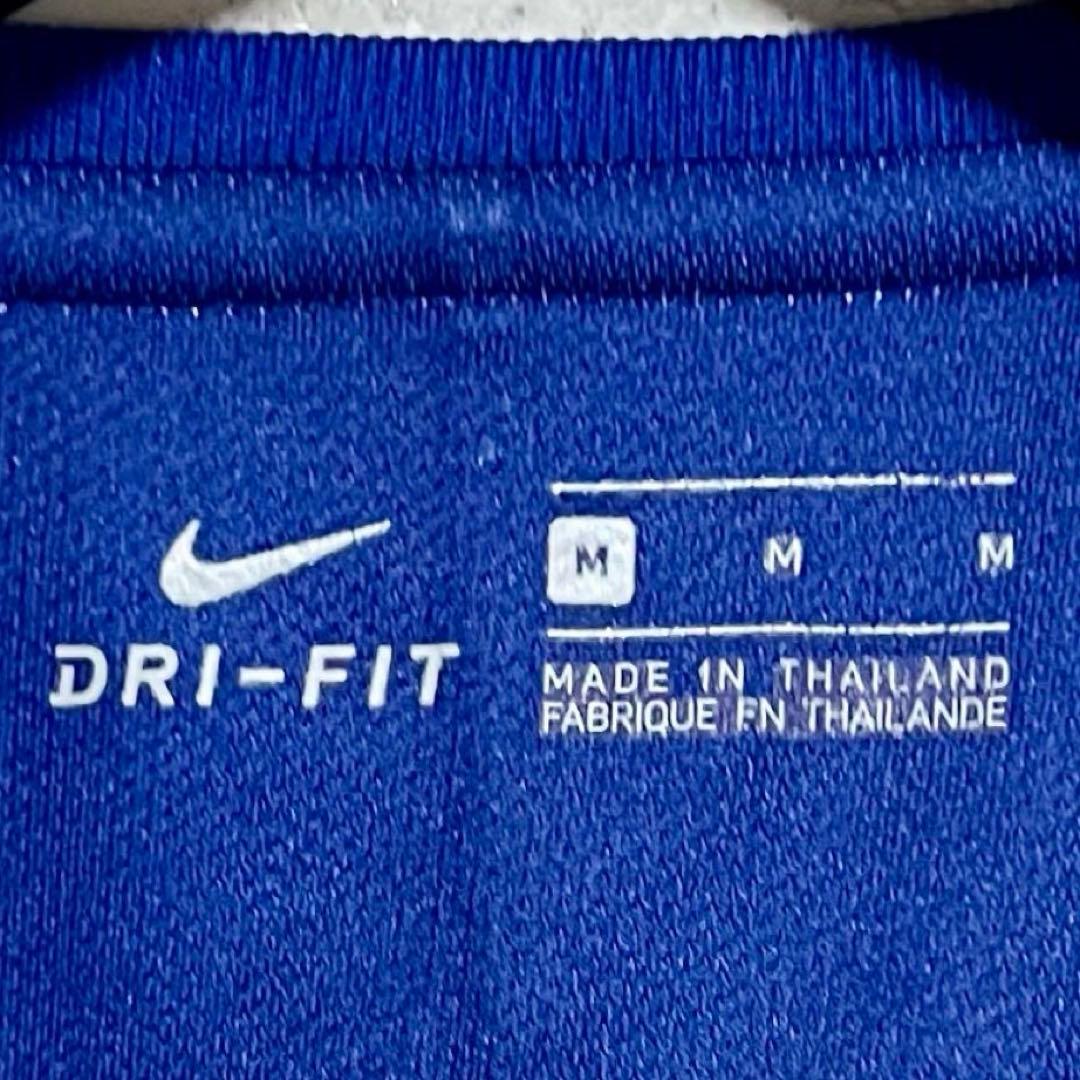 DRI-FIT
M M M
MADE IN THAILAND
FABRIQUE EN THAILANDE